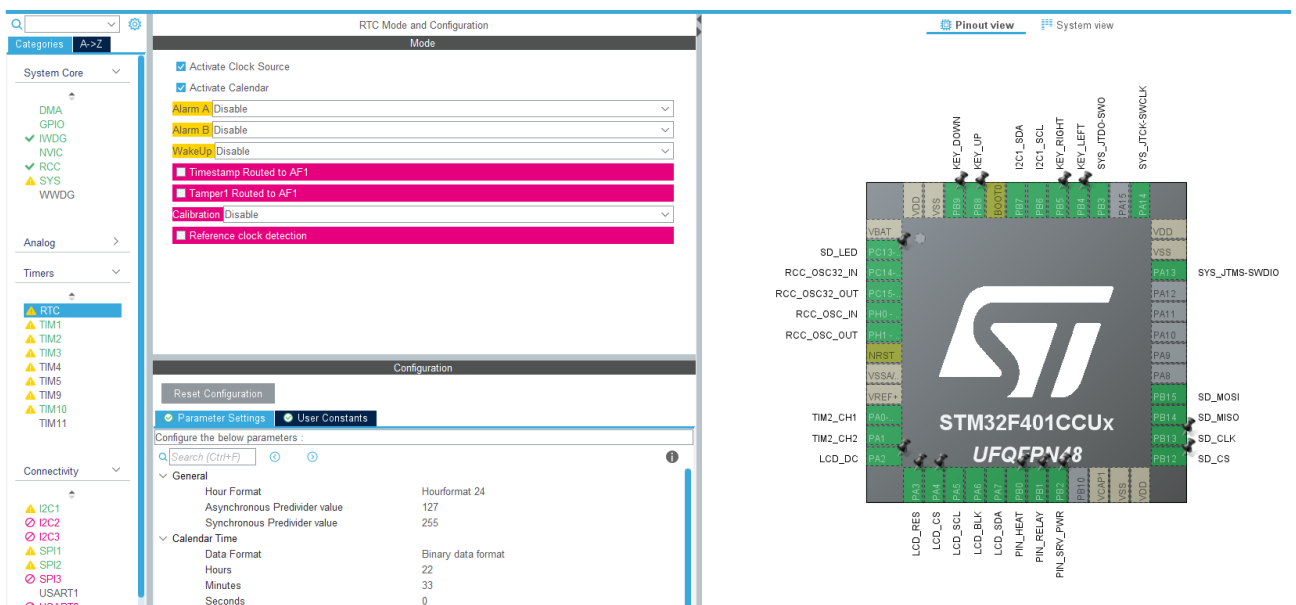 RTC Mode and Configuration
Mode
Categories
A->Z
System Core
DMA
GPIO
IWDG
NVIC
RCC
SYS
WWDG
Analog
Timers
RTC
TIM1
TIM2
TIM3
TIM4
TIM5
TIM9
TIM10
TIM11
Connectivity
I2C1
I2C2
I2C3
SPI1
SPI2
SPI3
USART1
Activate Clock Source
Activate Calendar
Alarm A Disable
Alarm B Disable
WakeUp Disable
Timestamp Routed to AF1
Tamper1 Routed to AF1
Calibration Disable
Reference clock detection
Configuration
Reset Configuration
Parameter Settings
User Constants
Configure the below parameters :
Search (Ctrl+F)
General
Hour Format Hourformat 24
Asynchronous Predivider value 127
Synchronous Predivider value 255
Calendar Time
Data Format Binary data format
Hours 22
Minutes 33
Seconds 0
Pinout view
System view
KEY_DOWN
KEY_UP
I2C1_SDA
I2C1_SCL
KEY_RIGHT
KEY_LEFT
SYS_JTDO-SWO
SYS_JTCK-SWCLK
VDD
VSS
PB9
PB8
BOOT0
PB7
PB6
PB5
PB4
PB3
PA15
PA14
VBAT
SD_LED PC13-
RCC_OSC32_IN PC14-
RCC_OSC32_OUT PC15-
RCC_OSC_IN PH0 -
RCC_OSC_OUT PH1 -
NRST
VSSA/.
VREF+
TIM2_CH1 PA0-
TIM2_CH2 PA1
LCD_DC PA2
STM32F401CCUx
UFQFPN48
VDD
VSS
PA13 SYS_JTMS-SWDIO
PA12
PA11
PA10
PA9
PA8
PB15 SD_MOSI
PB14 SD_MISO
PB13 SD_CLK
PB12 SD_CS
PA3
PA4
PA5
PA6
PA7
PB0
PB1
PB2
PB10
VCAP1
VSS
VDD
LCD_RES
LCD_CS
LCD_SCL
LCD_BLK
LCD_SDA
PIN_HEAT
PIN_RELAY
PIN_SRV_PWR